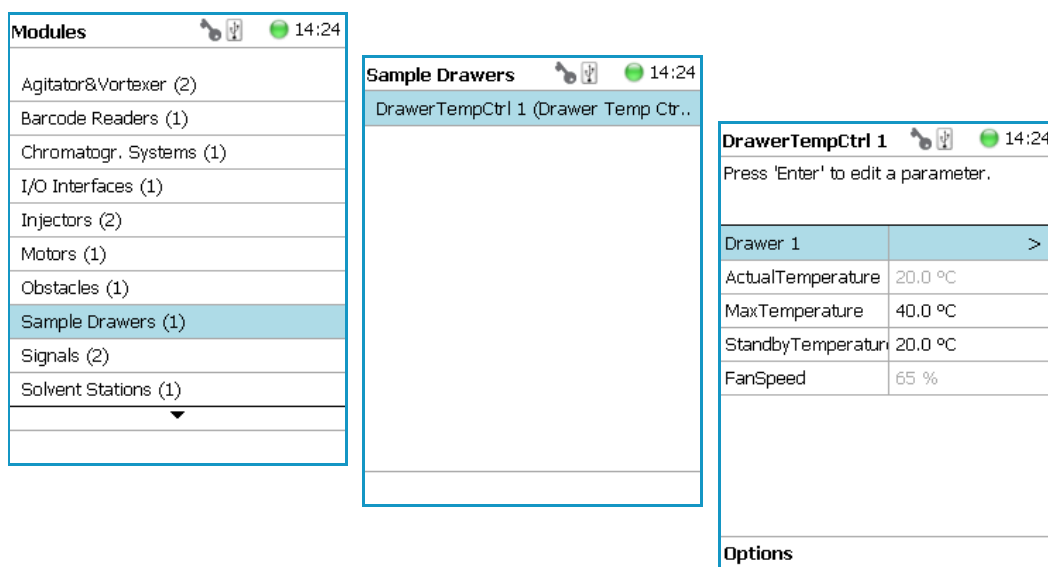 Modules 14:24
Agitator&Vortexer (2)
Barcode Readers (1)
Chromatogr. Systems (1)
I/O Interfaces (1)
Injectors (2)
Motors (1)
Obstacles (1)
Sample Drawers (1)
Signals (2)
Solvent Stations (1)
Sample Drawers 14:24
DrawerTempCtrl 1 (Drawer Temp Ctr..
DrawerTempCtrl 1 14:24
Press 'Enter' to edit a parameter.
Drawer 1 >
ActualTemperature 20.0 ºC
MaxTemperature 40.0 ºC
StandbyTemperatur 20.0 ºC
FanSpeed 65 %
Options